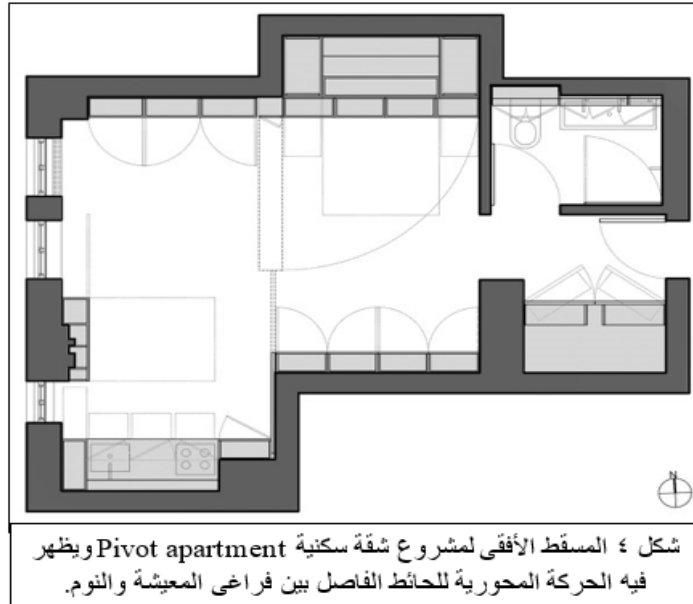 N
شكل ٤ المسقط الأفقى لمشروع شقة سكنية Pivot apartment ويظهر
فيه الحركة المحورية للحائط الفاصل بين فراغى المعيشة والنوم.